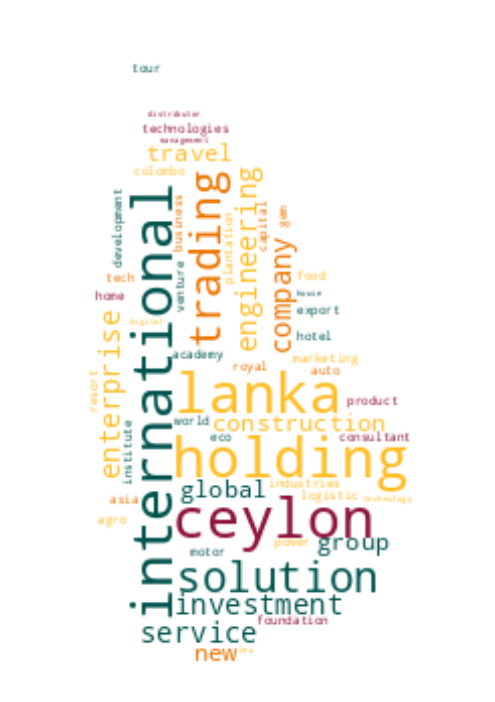 tour
distributor
technologies
management
travel
colombo
international
trading
engineering
development
business
plantation
capital
gem
company
venture
tech
food
home
house
digital
export
enterprise
hotel
academy
marketing
royal
auto
resort
lanka
product
world
construction
institute
eco
consultant
holding
global
industries
asia
logistic
technology
ceylon
agro
power
group
motor
solution
investment
foundation
service
new